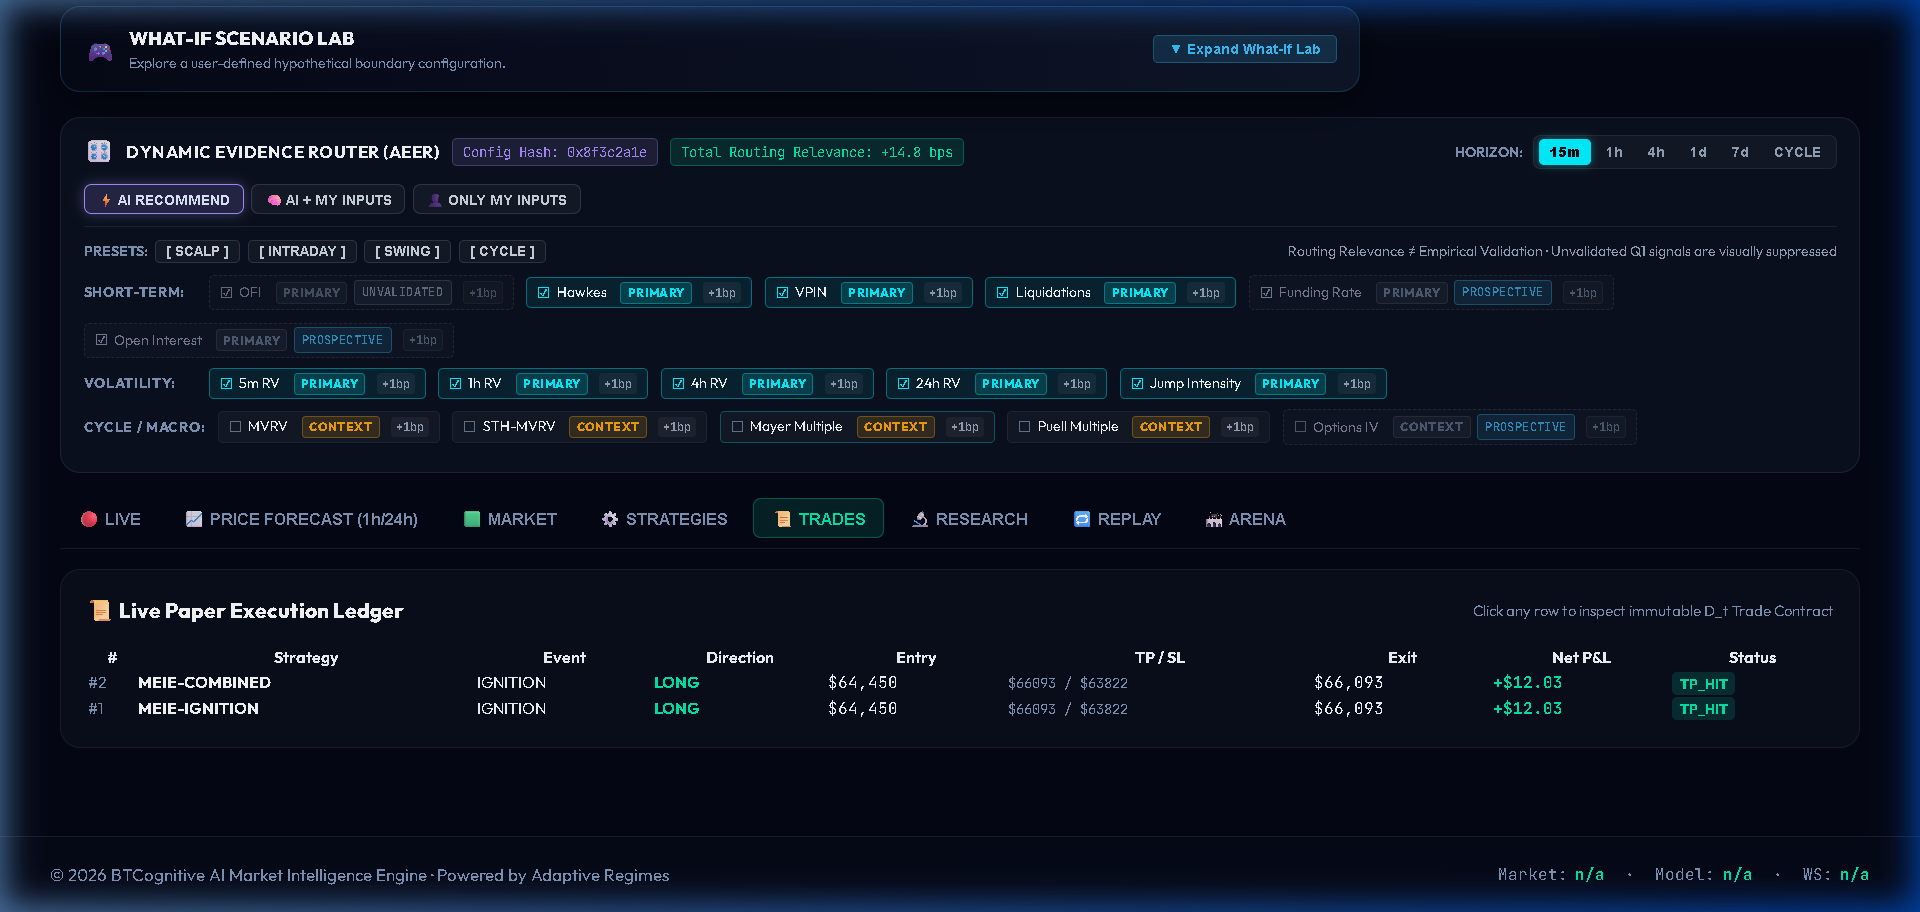 WHAT-IF SCENARIO LAB
Explore a user-defined hypothetical boundary configuration.
▼ Expand What-If Lab
DYNAMIC EVIDENCE ROUTER (AEER) Config Hash: 0x8f3c2a1e Total Routing Relevance: +14.8 bps HORIZON: 15m 1h 4h 1d 7d CYCLE
AI RECOMMEND AI + MY INPUTS ONLY MY INPUTS
PRESETS: [ SCALP ] [ INTRADAY ] [ SWING ] [ CYCLE ] Routing Relevance ≠ Empirical Validation · Unvalidated Q1 signals are visually suppressed
SHORT-TERM: OFI PRIMARY UNVALIDATED +1bp Hawkes PRIMARY +1bp VPIN PRIMARY +1bp Liquidations PRIMARY +1bp Funding Rate PRIMARY PROSPECTIVE +1bp
Open Interest PRIMARY PROSPECTIVE +1bp
VOLATILITY: 5m RV PRIMARY +1bp 1h RV PRIMARY +1bp 4h RV PRIMARY +1bp 24h RV PRIMARY +1bp Jump Intensity PRIMARY +1bp
CYCLE / MACRO: MVRV CONTEXT +1bp STH-MVRV CONTEXT +1bp Mayer Multiple CONTEXT +1bp Puell Multiple CONTEXT +1bp Options IV CONTEXT PROSPECTIVE +1bp
LIVE PRICE FORECAST (1h/24h) MARKET STRATEGIES TRADES RESEARCH REPLAY ARENA
Live Paper Execution Ledger Click any row to inspect immutable D_t Trade Contract
# Strategy Event Direction Entry TP / SL Exit Net P&L Status
#2 MEIE-COMBINED IGNITION LONG $64,450 $66093 / $63822 $66,093 +$12.03 TP_HIT
#1 MEIE-IGNITION IGNITION LONG $64,450 $66093 / $63822 $66,093 +$12.03 TP_HIT
© 2026 BTCognitive AI Market Intelligence Engine · Powered by Adaptive Regimes Market: n/a · Model: n/a · WS: n/a